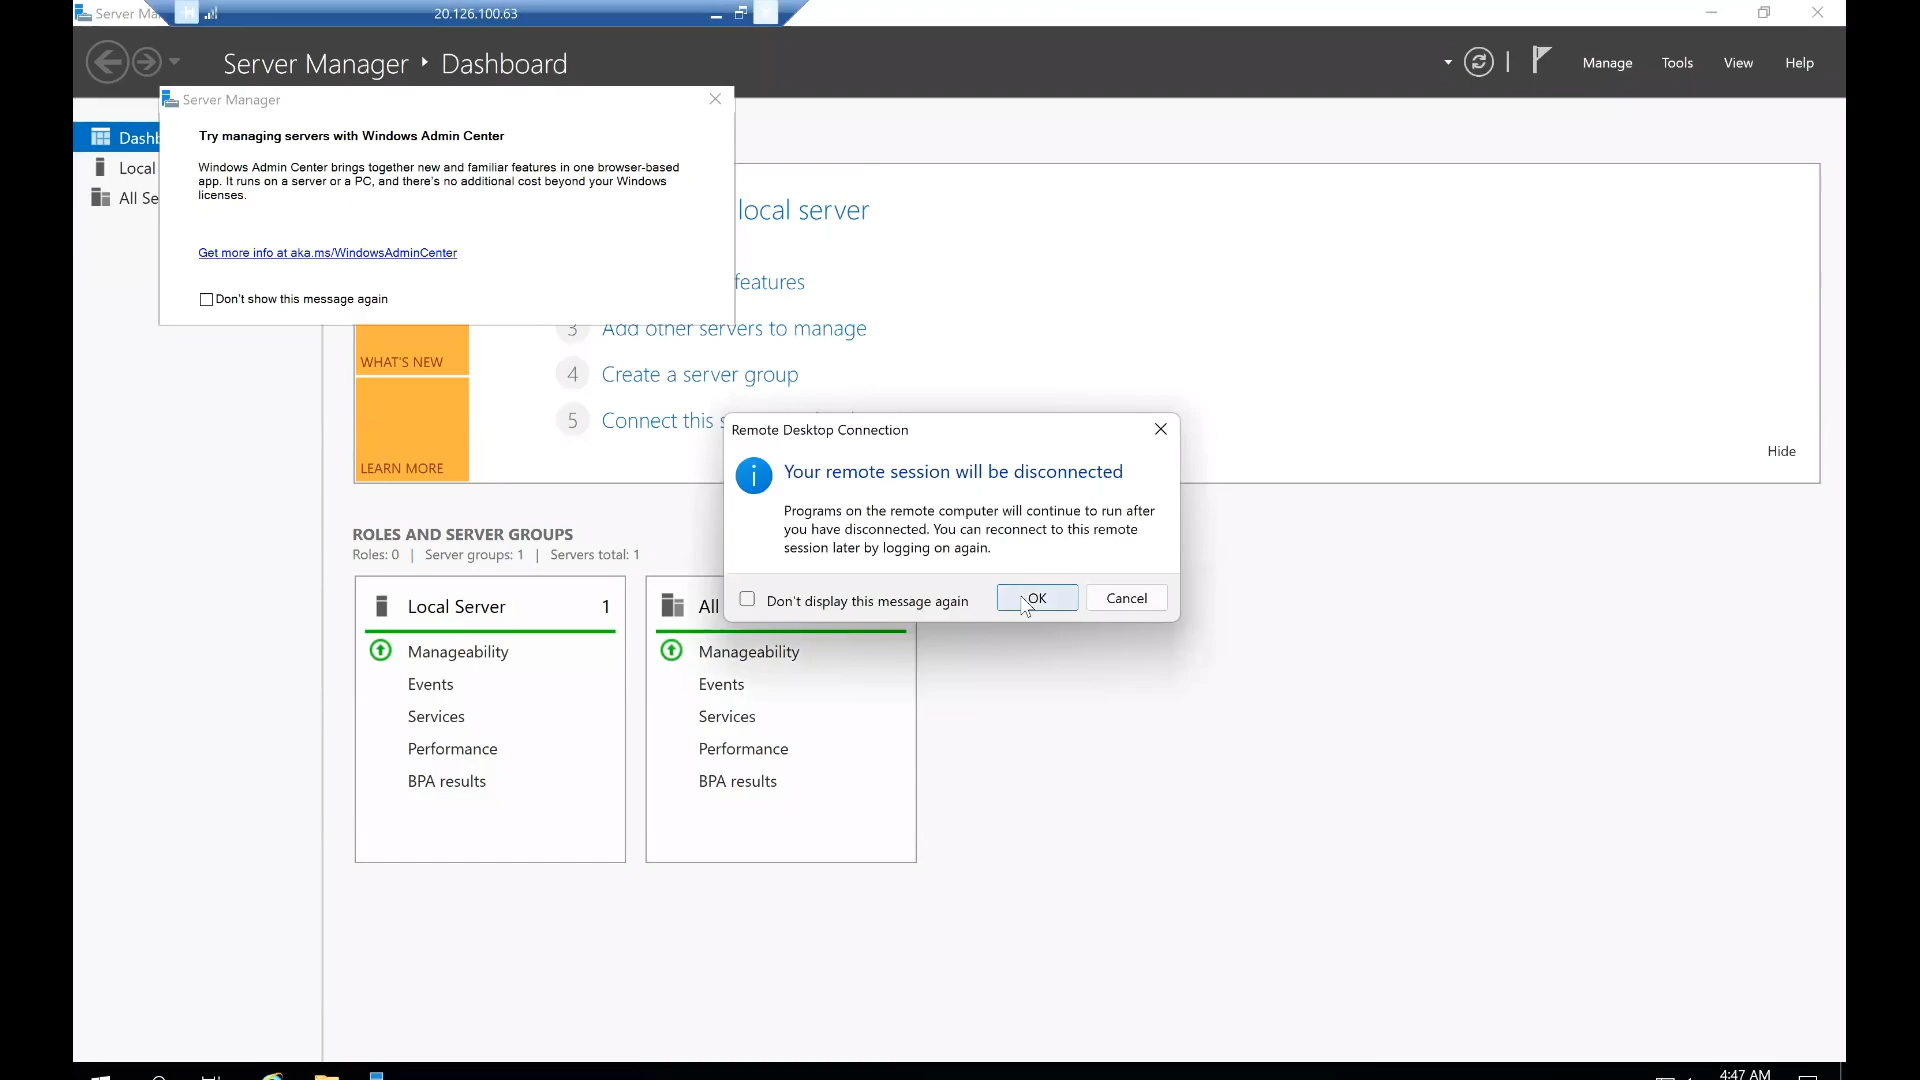 Server Ma
20.126.100.63
Server Manager
Dashboard
Manage
Tools
View
Help
Server Manager
Try managing servers with Windows Admin Center
Windows Admin Center brings together new and familiar features in one browser-based
app. It runs on a server or a PC, and there's no additional cost beyond your Windows
licenses.
Get more info at aka.ms/WindowsAdminCenter
Don't show this message again
Dashb
Local
All Se
local server
features
3 Add other servers to manage
WHAT'S NEW
4 Create a server group
5 Connect this s
LEARN MORE
Hide
Remote Desktop Connection
Your remote session will be disconnected
Programs on the remote computer will continue to run after
you have disconnected. You can reconnect to this remote
session later by logging on again.
Don't display this message again
OK
Cancel
ROLES AND SERVER GROUPS
Roles: 0 | Server groups: 1 | Servers total: 1
Local Server 1
Manageability
Events
Services
Performance
BPA results
All
Manageability
Events
Services
Performance
BPA results
4:47 AM